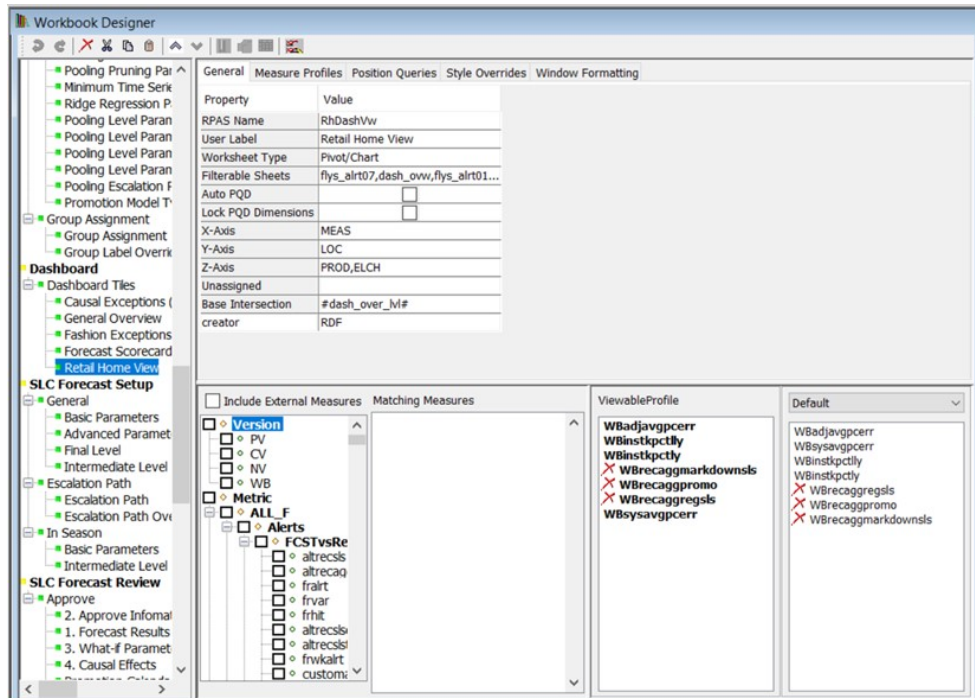 Workbook Designer
Pooling Pruning Par
Minimum Time Serie
Ridge Regression P
Pooling Level Param
Pooling Level Param
Pooling Level Param
Pooling Level Param
Pooling Escalation P
Promotion Model T
Group Assignment
Group Assignment
Group Label Overri
Dashboard
Dashboard Tiles
Causal Exceptions (
General Overview
Fashion Exceptions
Forecast Scorecard
Retail Home View
SLC Forecast Setup
General
Basic Parameters
Advanced Paramet
Final Level
Intermediate Level
Escalation Path
Escalation Path
Escalation Path Ove
In Season
Basic Parameters
Intermediate Level
SLC Forecast Review
Approve
2. Approve Infomat
1. Forecast Results
3. What-if Paramet
4. Causal Effects
General Measure Profiles Position Queries Style Overrides Window Formatting
Property Value
RPAS Name RhDashVw
User Label Retail Home View
Worksheet Type Pivot/Chart
Filterable Sheets flys_alrt07,dash_ovw,flys_alrt01...
Auto PQD
Lock PQD Dimensions
X-Axis MEAS
Y-Axis LOC
Z-Axis PROD,ELCH
Unassigned
Base Intersection #dash_over_lvl#
creator RDF
Include External Measures
Version
PV
CV
NV
WB
Metric
ALL_F
Alerts
FCSTvsRe
altrecsls
altrecag
fralrt
frvar
frhit
altrecsls
altrecslst
frwkalrt
custom
Matching Measures
ViewableProfile
WBadjavgpcerr
WBinstkpctlly
WBinstkpctly
WBrecaggmarkdownsls
WBrecaggpromo
WBrecaggregsls
WBsysavgpcerr
Default
WBadjavgpcerr
WBsysavgpcerr
WBinstkpctlly
WBinstkpctly
WBrecaggregsls
WBrecaggpromo
WBrecaggmarkdownsls